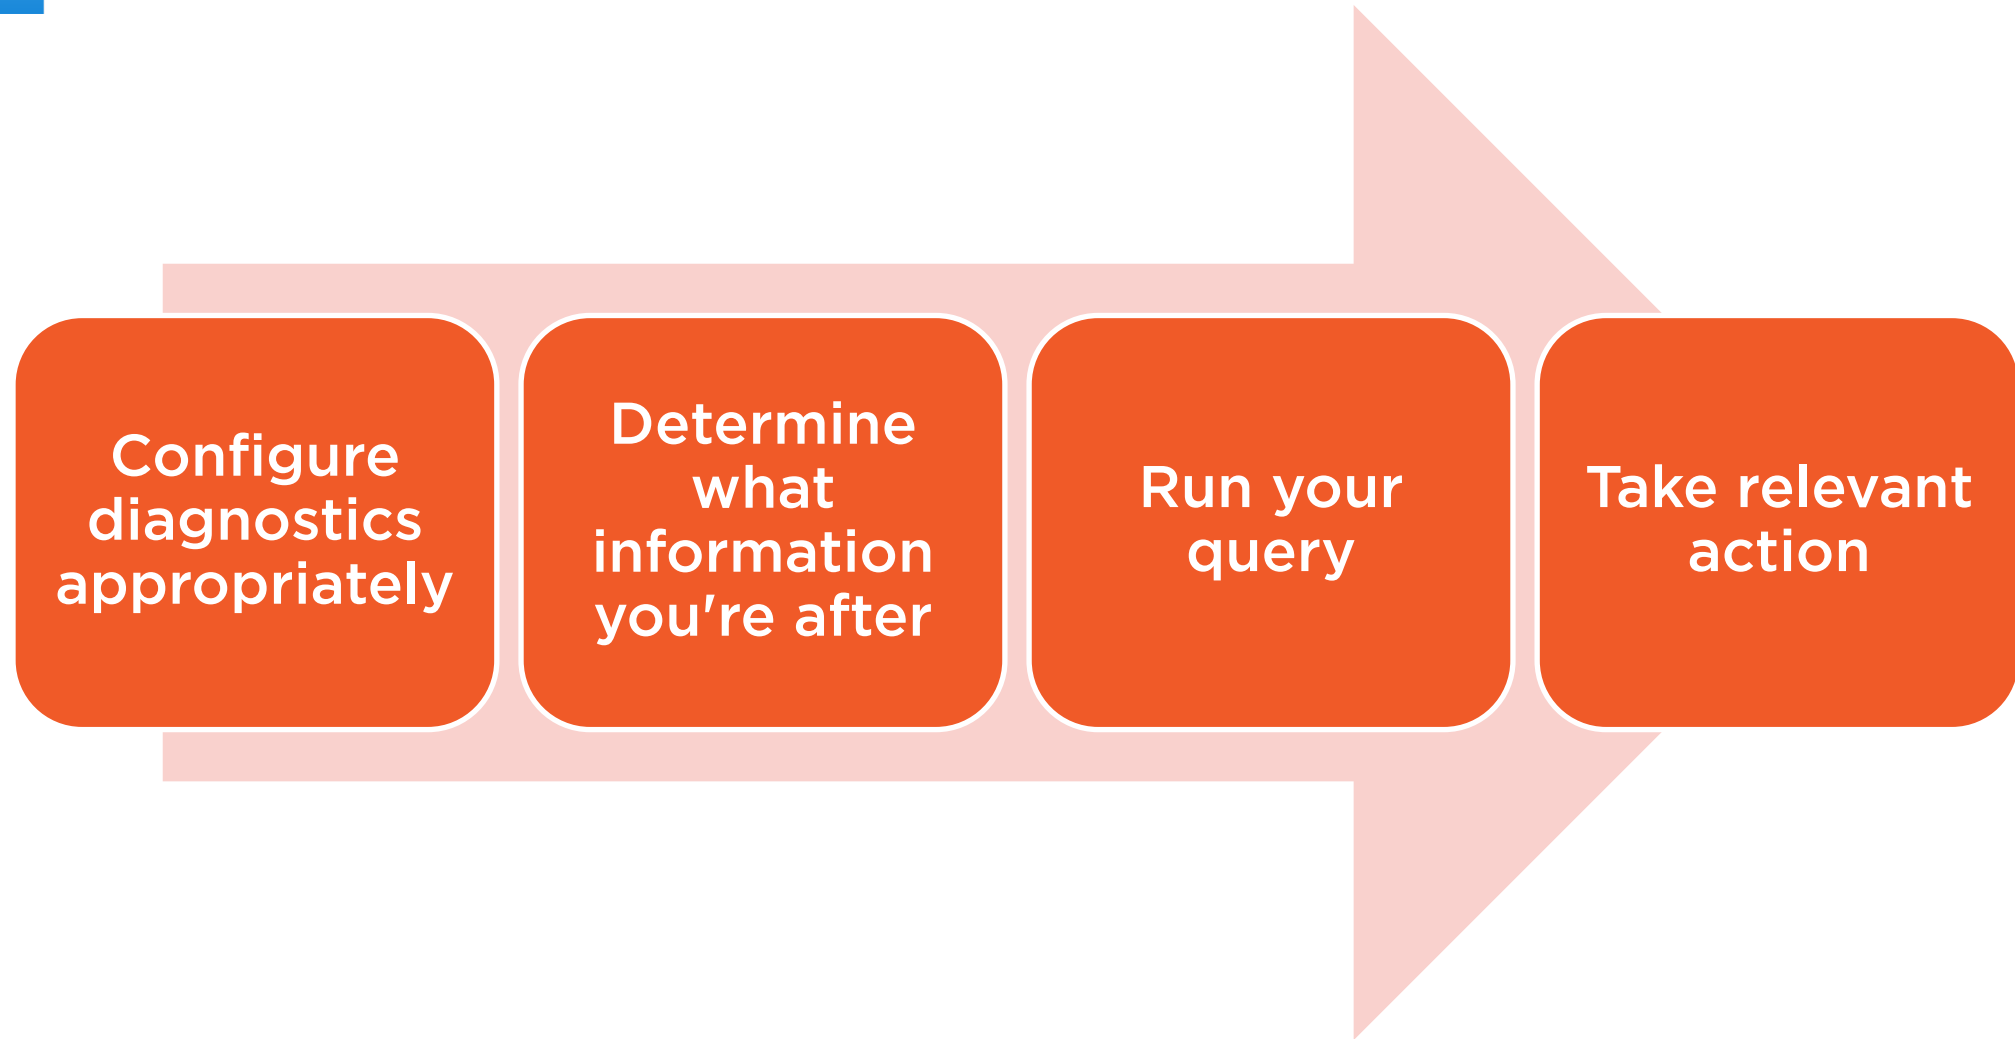 Configure
diagnostics
appropriately
Determine
what
information
you're after
Run your
query
Take relevant
action